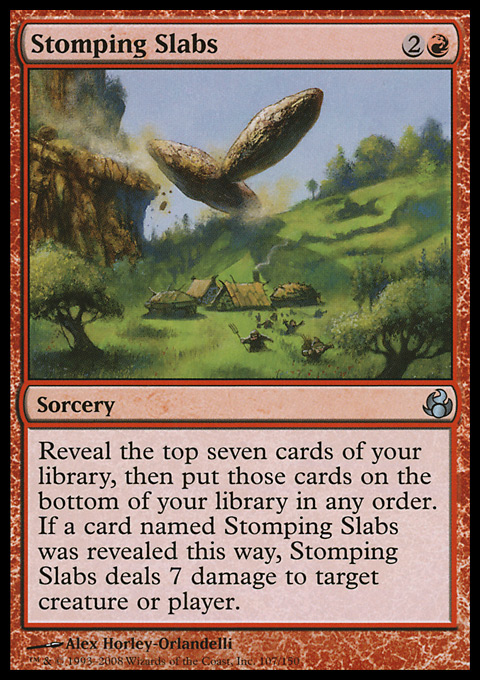 Stomping Slabs 2
Sorcery
Reveal the top seven cards of your
library, then put those cards on the
bottom of your library in any order.
If a card named Stomping Slabs
was revealed this way, Stomping
Slabs deals 7 damage to target
creature or player.
Alex Horley-Orlandelli
™ & © 1993-2008 Wizards of the Coast, Inc. 107/150